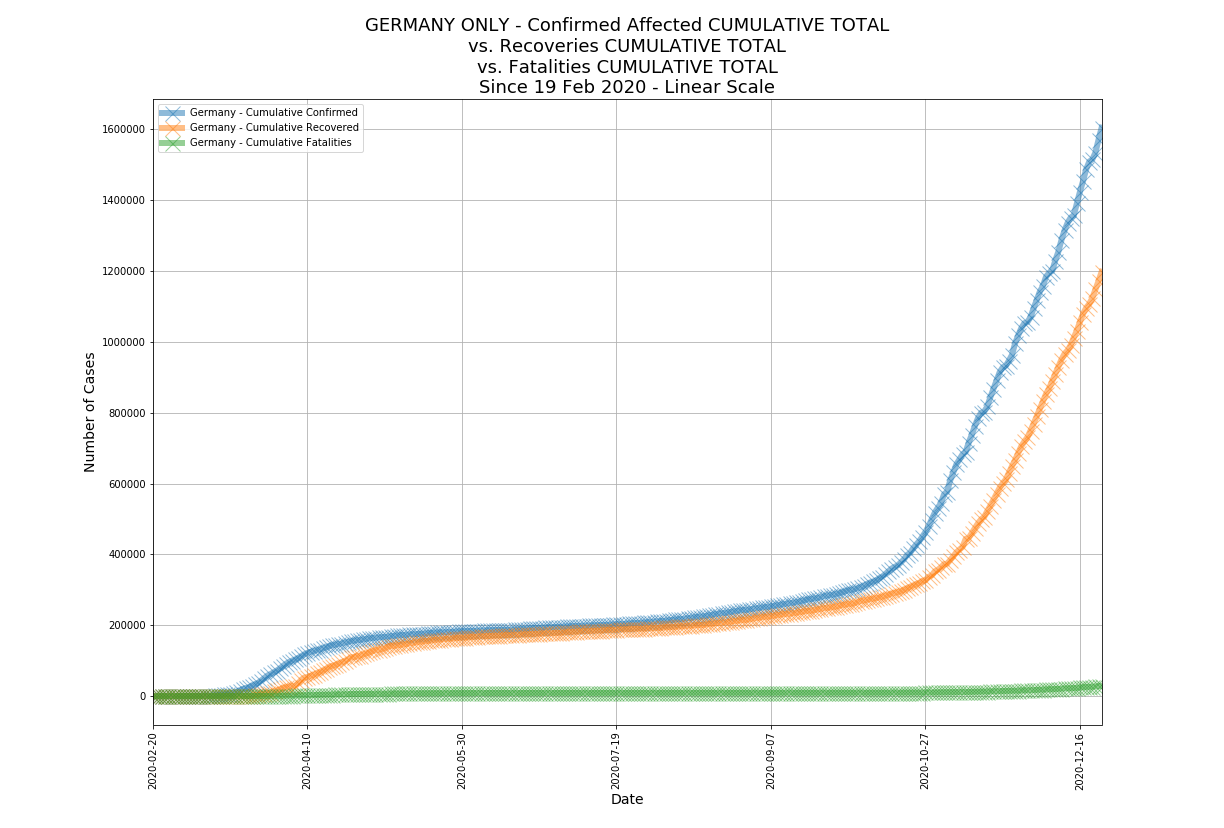 GERMANY ONLY - Confirmed Affected CUMULATIVE TOTAL
vs. Recoveries CUMULATIVE TOTAL
vs. Fatalities CUMULATIVE TOTAL
Since 19 Feb 2020 - Linear Scale
Germany - Cumulative Confirmed
Germany - Cumulative Recovered
Germany - Cumulative Fatalities
Number of Cases
1600000
1400000
1200000
1000000
800000
600000
400000
200000
0
2020-02-20
2020-04-10
2020-05-30
2020-07-19
2020-09-07
2020-10-27
2020-12-16
Date